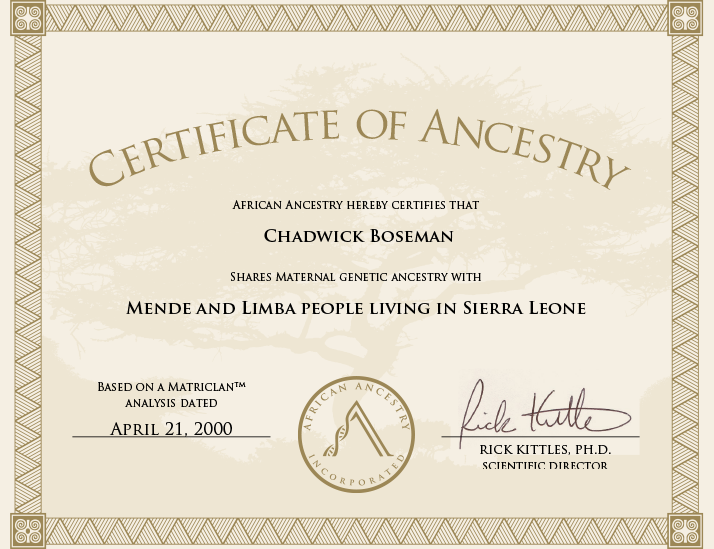 CERTIFICATE OF ANCESTRY
AFRICAN ANCESTRY HEREBY CERTIFIES THAT
CHADWICK BOSEMAN
SHARES MATERNAL GENETIC ANCESTRY WITH
MENDE AND LIMBA PEOPLE LIVING IN SIERRA LEONE
BASED ON A MATRICLAN™
ANALYSIS DATED
APRIL 21, 2000
AFRICAN ANCESTRY
INCORPORATED
Rick Kittles
RICK KITTLES, PH.D.
SCIENTIFIC DIRECTOR